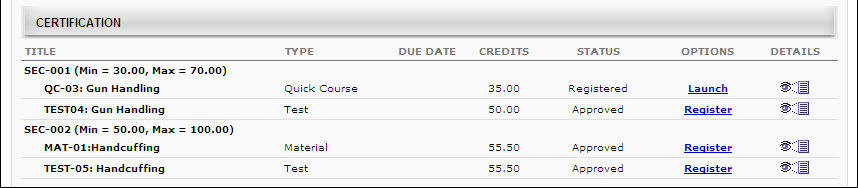 CERTIFICATION
TITLE TYPE DUE DATE CREDITS STATUS OPTIONS DETAILS
SEC-001 (Min = 30.00, Max = 70.00)
QC-03: Gun Handling Quick Course 35.00 Registered Launch
TEST04: Gun Handling Test 50.00 Approved Register
SEC-002 (Min = 50.00, Max = 100.00)
MAT-01:Handcuffing Material 55.50 Approved Register
TEST-05: Handcuffing Test 55.50 Approved Register